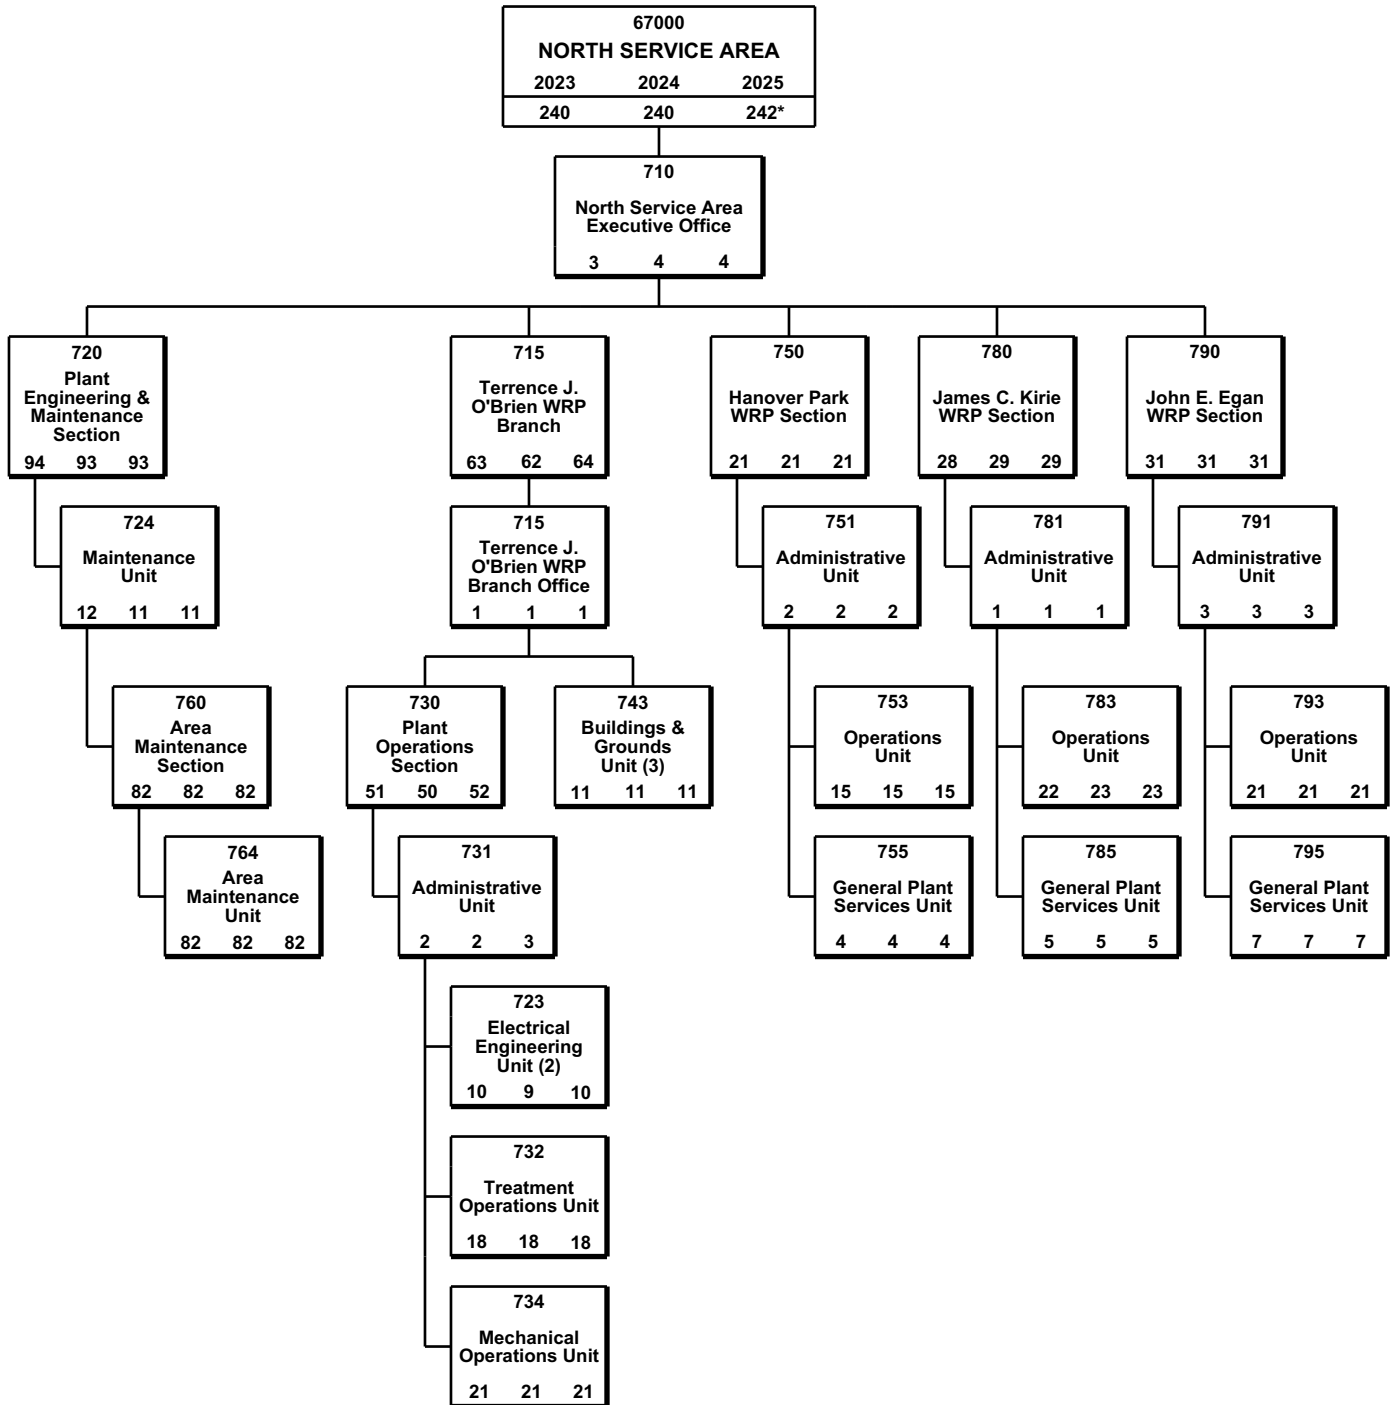 67000
NORTH SERVICE AREA
2023 2024 2025
240 240 242*
710
North Service Area
Executive Office
3 4 4
720
Plant
Engineering &
Maintenance
Section
94 93 93
724
Maintenance
Unit
12 11 11
760
Area
Maintenance
Section
82 82 82
764
Area
Maintenance
Unit
82 82 82
715
Terrence J.
O'Brien WRP
Branch
63 62 64
715
Terrence J.
O'Brien WRP
Branch Office
1 1 1
730
Plant
Operations
Section
51 50 52
743
Buildings &
Grounds
Unit (3)
11 11 11
731
Administrative
Unit
2 2 3
723
Electrical
Engineering
Unit (2)
10 9 10
732
Treatment
Operations Unit
18 18 18
734
Mechanical
Operations Unit
21 21 21
750
Hanover Park
WRP Section
21 21 21
751
Administrative
Unit
2 2 2
753
Operations
Unit
15 15 15
755
General Plant
Services Unit
4 4 4
780
James C. Kirie
WRP Section
28 29 29
781
Administrative
Unit
1 1 1
783
Operations
Unit
22 23 23
785
General Plant
Services Unit
5 5 5
790
John E. Egan
WRP Section
31 31 31
791
Administrative
Unit
3 3 3
793
Operations
Unit
21 21 21
795
General Plant
Services Unit
7 7 7